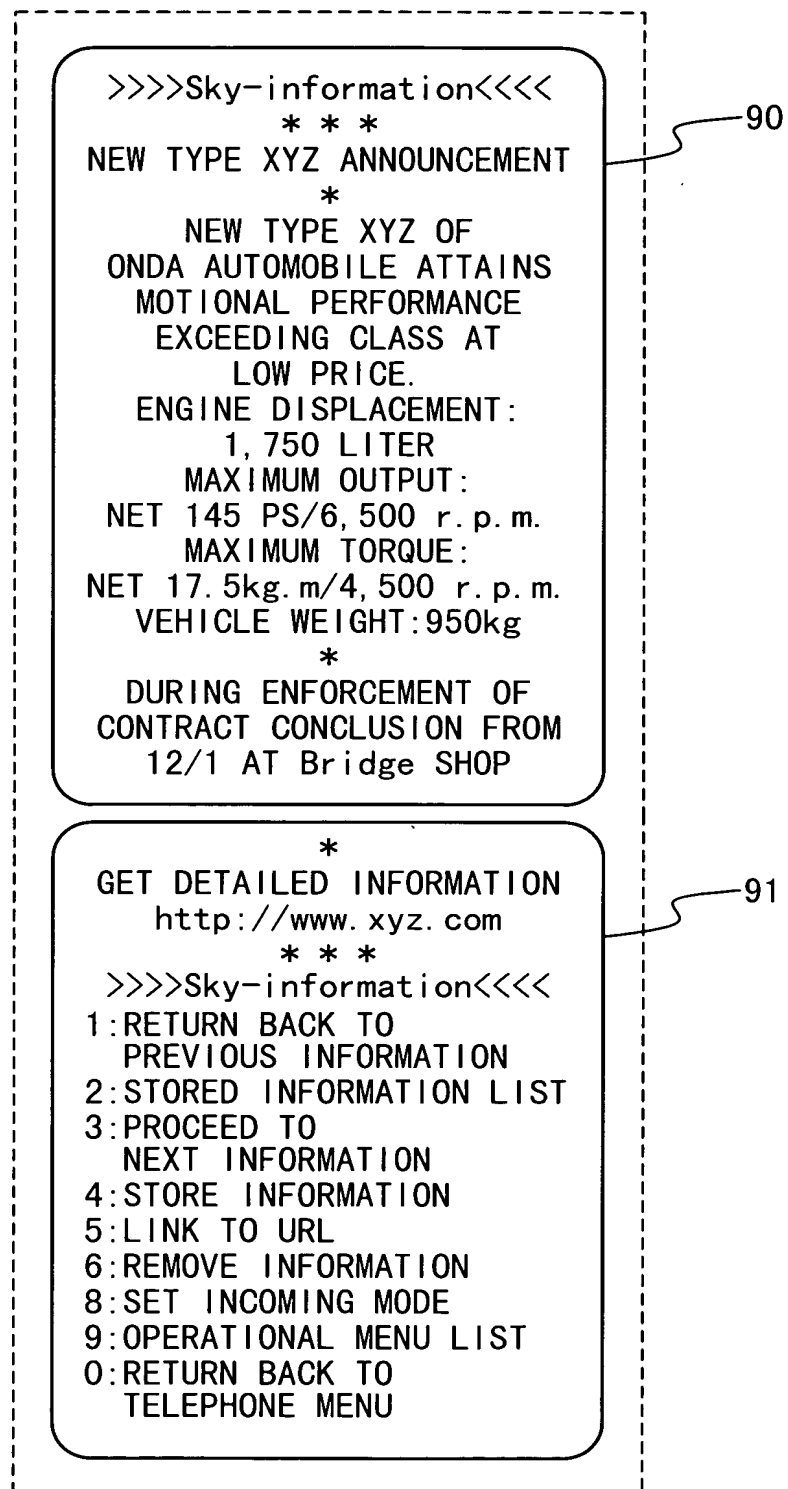 >>>>Sky-information<<<<
* * *
NEW TYPE XYZ ANNOUNCEMENT
*
NEW TYPE XYZ OF
ONDA AUTOMOBILE ATTAINS
MOTIONAL PERFORMANCE
EXCEEDING CLASS AT
LOW PRICE.
ENGINE DISPLACEMENT:
1,750 LITER
MAXIMUM OUTPUT:
NET 145 PS/6,500 r.p.m.
MAXIMUM TORQUE:
NET 17.5kg.m/4,500 r.p.m.
VEHICLE WEIGHT:950kg
*
DURING ENFORCEMENT OF
CONTRACT CONCLUSION FROM
12/1 AT Bridge SHOP
90
*
GET DETAILED INFORMATION
http://www.xyz.com
* * *
>>>>Sky-information<<<<
1:RETURN BACK TO
PREVIOUS INFORMATION
2:STORED INFORMATION LIST
3:PROCEED TO
NEXT INFORMATION
4:STORE INFORMATION
5:LINK TO URL
6:REMOVE INFORMATION
8:SET INCOMING MODE
9:OPERATIONAL MENU LIST
0:RETURN BACK TO
TELEPHONE MENU
91